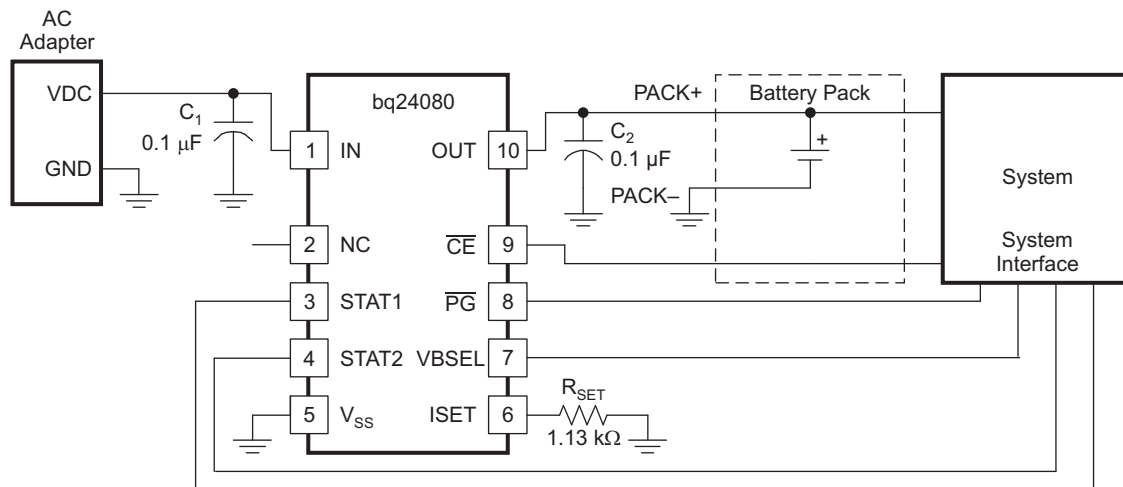 AC
Adapter
VDC
GND
C1
0.1 μF
bq24080
1 IN
OUT 10
2 NC
C̅E̅ 9
3 STAT1
P̅G̅ 8
4 STAT2
VBSEL 7
5 VSS
ISET 6
RSET
1.13 kΩ
C2
0.1 μF
PACK+
PACK–
Battery Pack
+
System
System
Interface